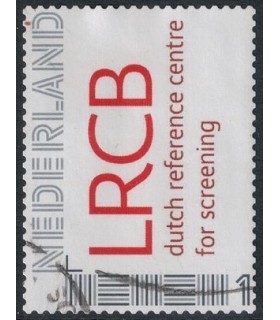 NEDERLAND
LRCB
dutch reference centre
for screening
1